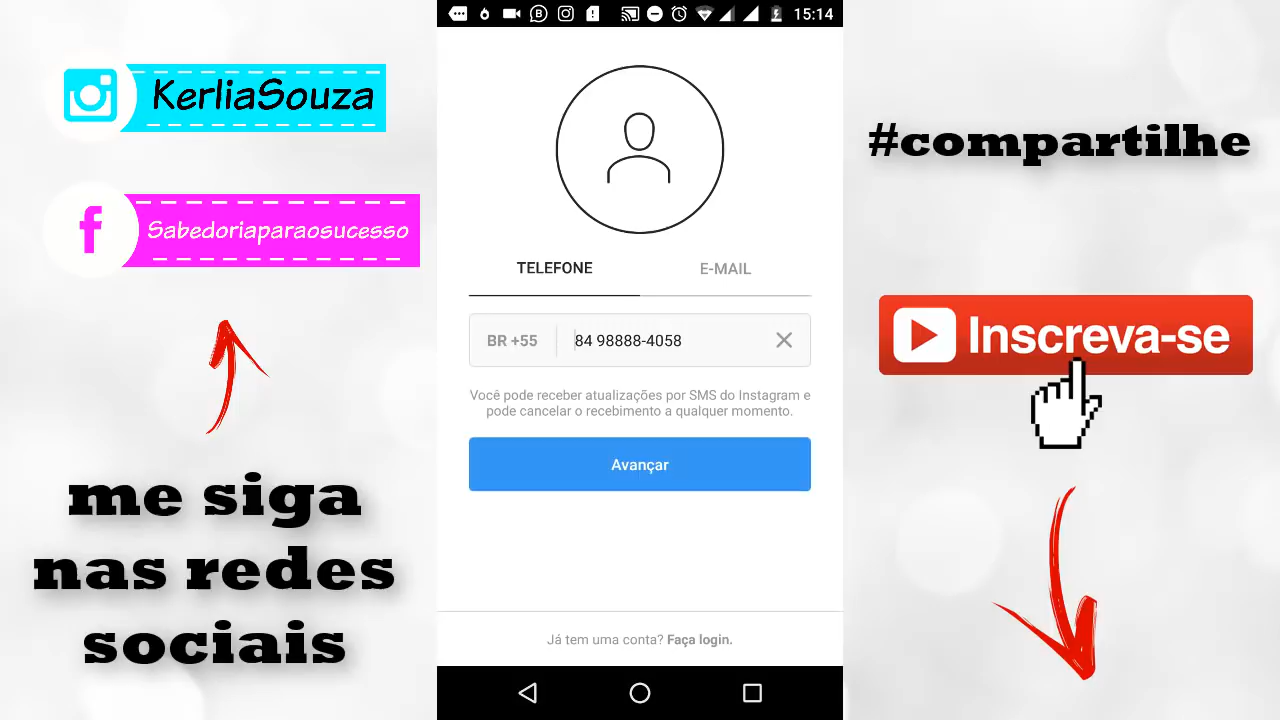 KerliaSouza
Sabedoriaparaosucesso
me siga
nas redes
sociais
15:14
TELEFONE
E-MAIL
BR +55
84 98888-4058
Você pode receber atualizações por SMS do Instagram e
pode cancelar o recebimento a qualquer momento.
Avançar
Já tem uma conta? Faça login.
#compartilhe
Inscreva-se